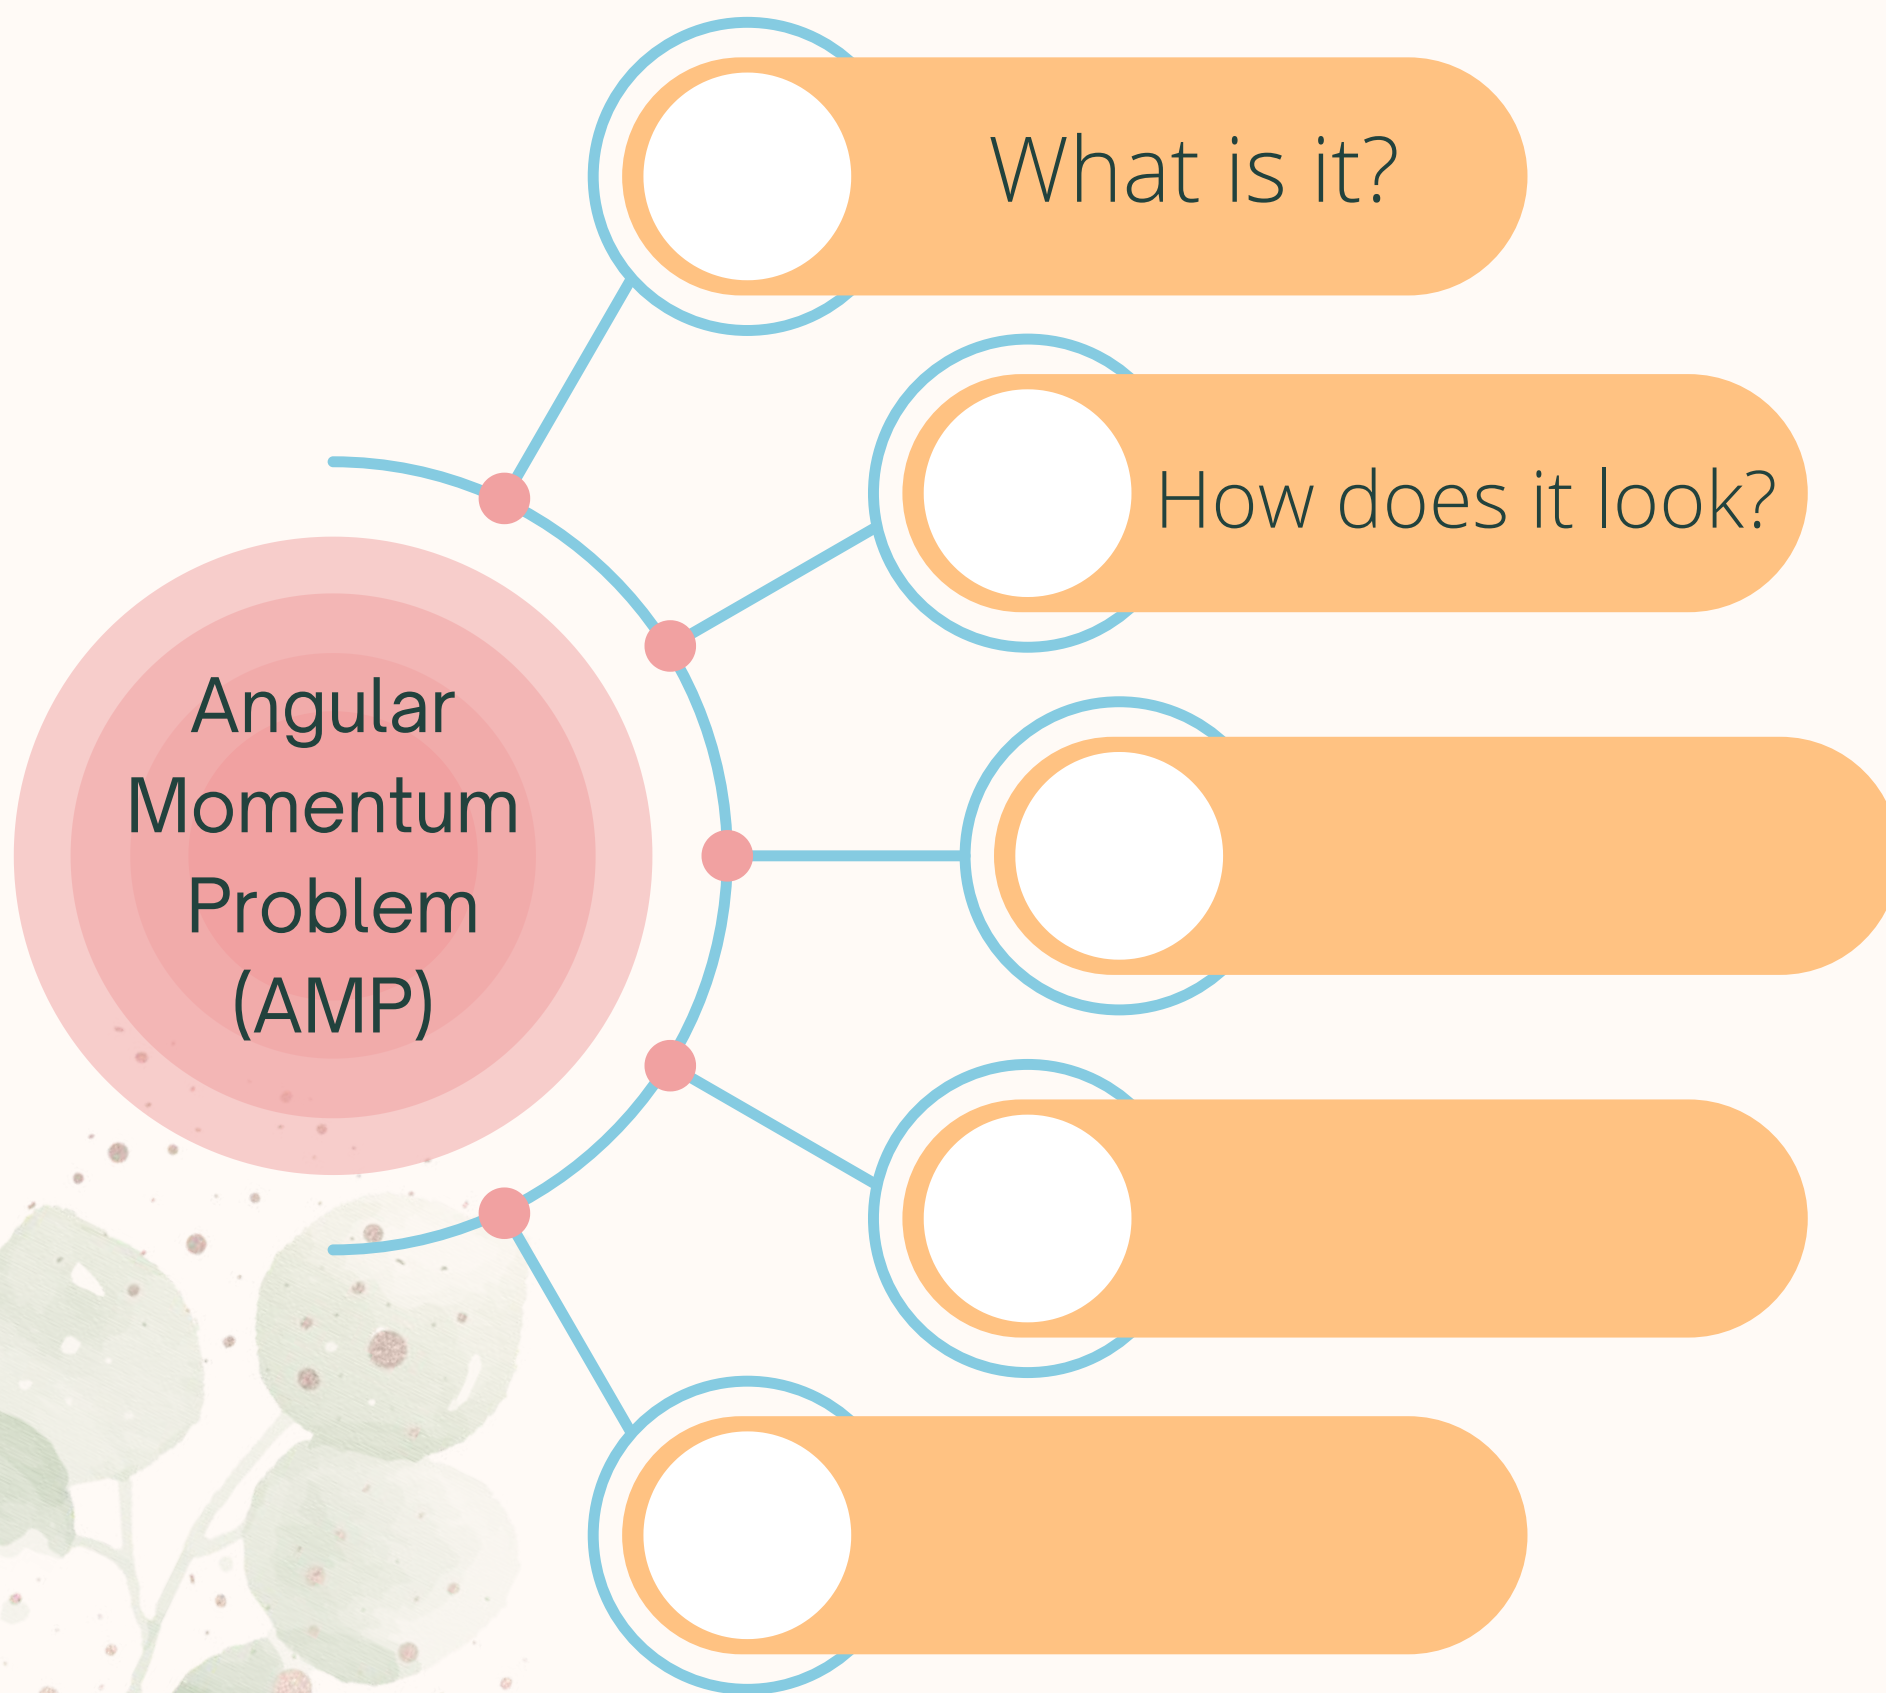 What is it?
How does it look?
Angular
Momentum
Problem
(AMP)